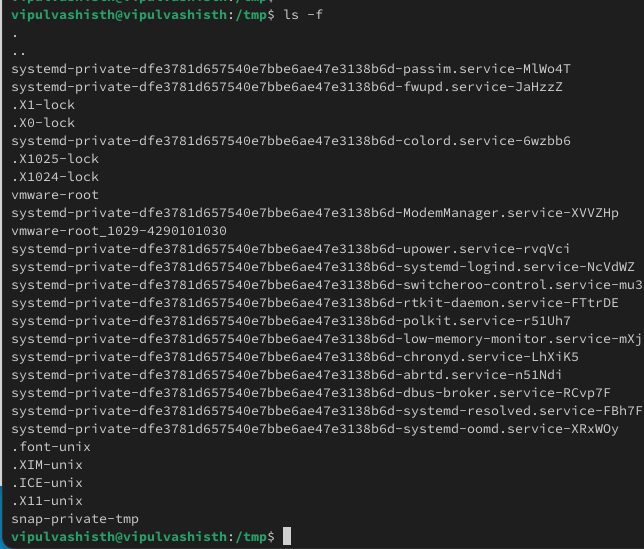 vipulvashisth@vipulvashisth:/tmp$ ls -f
.
..
systemd-private-dfe3781d657540e7bbe6ae47e3138b6d-passim.service-MlWo4T
systemd-private-dfe3781d657540e7bbe6ae47e3138b6d-fwupd.service-JaHzzZ
.X1-lock
.X0-lock
systemd-private-dfe3781d657540e7bbe6ae47e3138b6d-colord.service-6wzbb6
.X1025-lock
.X1024-lock
vmware-root
systemd-private-dfe3781d657540e7bbe6ae47e3138b6d-ModemManager.service-XVVZHp
vmware-root_1029-4290101030
systemd-private-dfe3781d657540e7bbe6ae47e3138b6d-upower.service-rvqVci
systemd-private-dfe3781d657540e7bbe6ae47e3138b6d-systemd-logind.service-NcVdWZ
systemd-private-dfe3781d657540e7bbe6ae47e3138b6d-switcheroo-control.service-mu3
systemd-private-dfe3781d657540e7bbe6ae47e3138b6d-rtkit-daemon.service-FTtrDE
systemd-private-dfe3781d657540e7bbe6ae47e3138b6d-polkit.service-r51Uh7
systemd-private-dfe3781d657540e7bbe6ae47e3138b6d-low-memory-monitor.service-mXj
systemd-private-dfe3781d657540e7bbe6ae47e3138b6d-chronyd.service-LhXiK5
systemd-private-dfe3781d657540e7bbe6ae47e3138b6d-abrtd.service-n51Ndi
systemd-private-dfe3781d657540e7bbe6ae47e3138b6d-dbus-broker.service-RCvp7F
systemd-private-dfe3781d657540e7bbe6ae47e3138b6d-systemd-resolved.service-FBh7F
systemd-private-dfe3781d657540e7bbe6ae47e3138b6d-systemd-oomd.service-XRxWOy
.font-unix
.XIM-unix
.ICE-unix
.X11-unix
snap-private-tmp
vipulvashisth@vipulvashisth:/tmp$